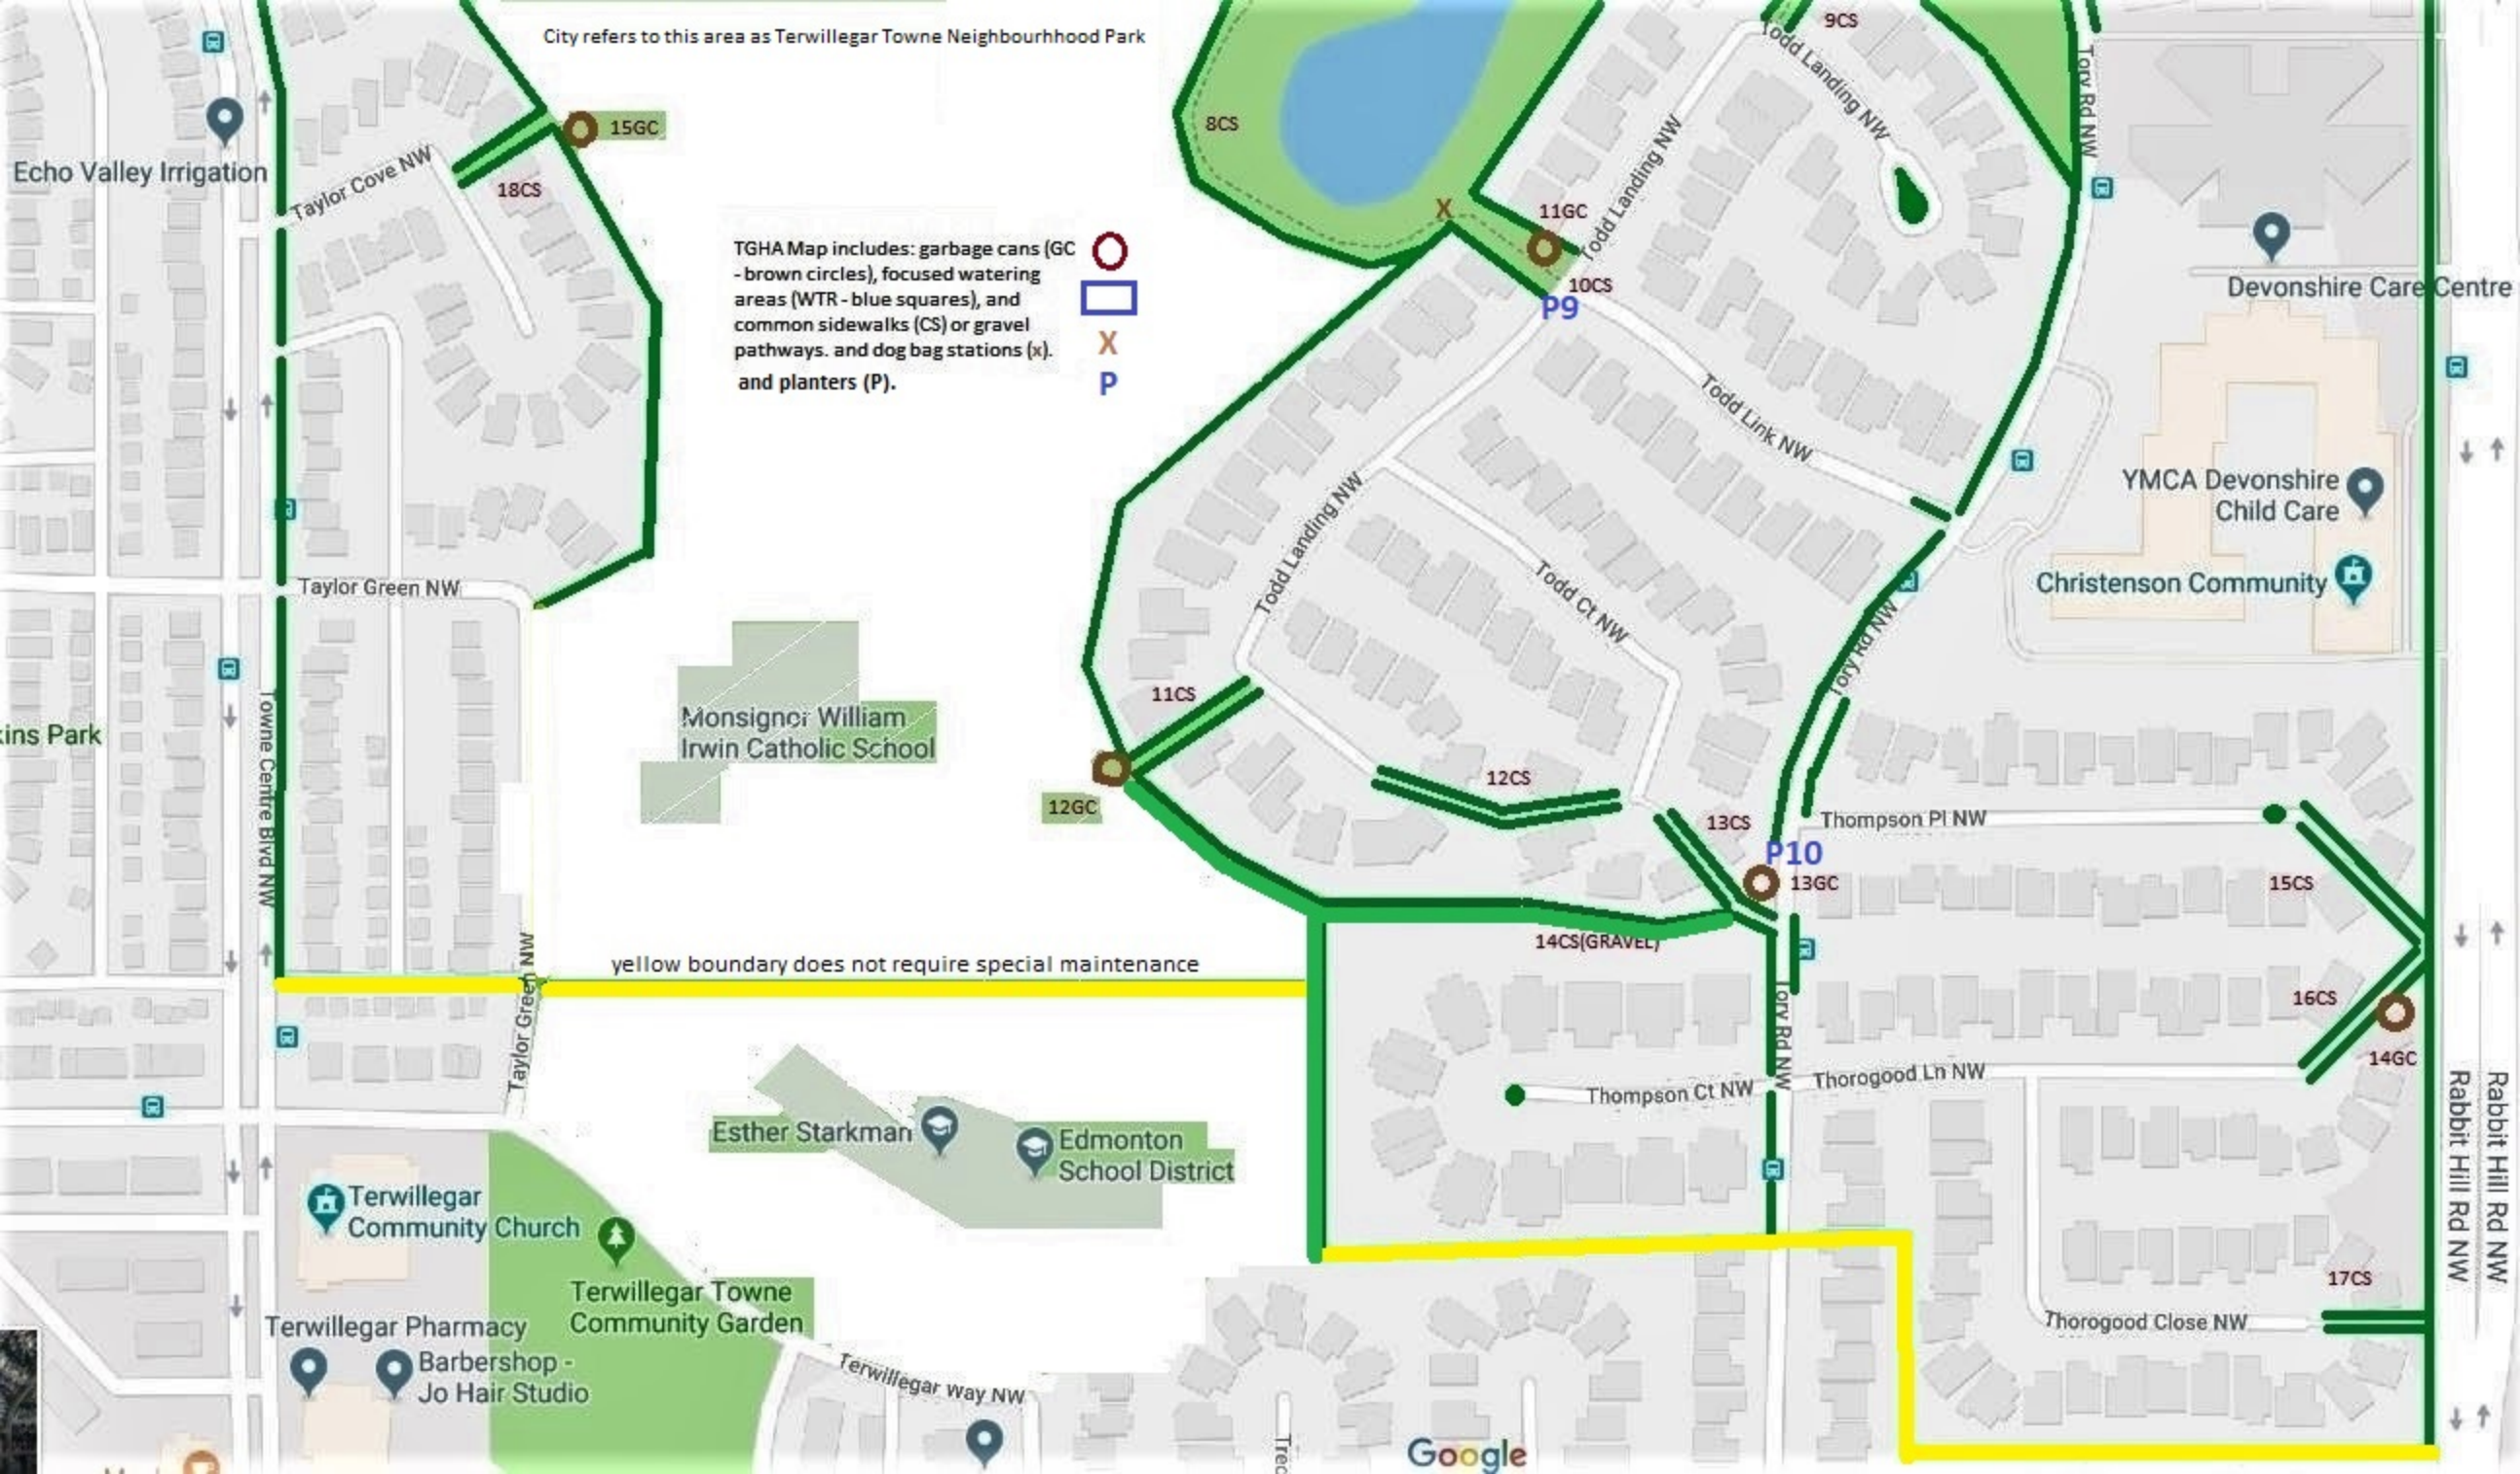 City refers to this area as Terwillegar Towne Neighbourhhood Park
9CS
Tory Rd NW
Todd Landing NW
15GC
8CS
Echo Valley Irrigation
Taylor Cove NW
18CS
Todd Landing NW
11GC
X
TGHA Map includes: garbage cans (GC
- brown circles), focused watering
areas (WTR - blue squares), and
common sidewalks (CS) or gravel
pathways. and dog bag stations (x).
and planters (P).
X
P
10CS
P9
Devonshire Care Centre
Todd Link NW
YMCA Devonshire
Child Care
Todd Landing NW
Christenson Community
Taylor Green NW
Todd Ct NW
Tory Rd NW
11CS
Monsignor William
Irwin Catholic School
kins Park
Towne Centre Blvd NW
12CS
12GC
13CS
Thompson Pl NW
P10
13GC
15CS
14CS(GRAVEL)
yellow boundary does not require special maintenance
Taylor Green NW
16CS
Tory Rd NW
14GC
Taylor Green NW
Thompson Ct NW
Thorogood Ln NW
Rabbit Hill Rd NW
Rabbit Hill Rd NW
Esther Starkman
Edmonton
School District
Terwillegar
Community Church
Terwillegar Towne
Community Garden
17CS
Thorogood Close NW
Terwillegar Pharmacy
Barbershop -
Jo Hair Studio
Terwillegar Way NW
Google